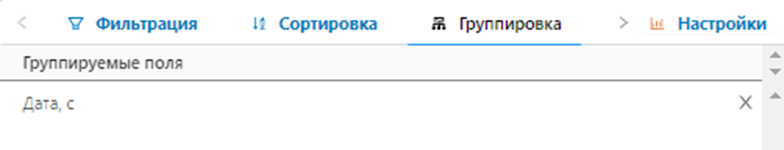 Фильтрация Сортировка Группировка Настройки
Группируемые поля
Дата, с